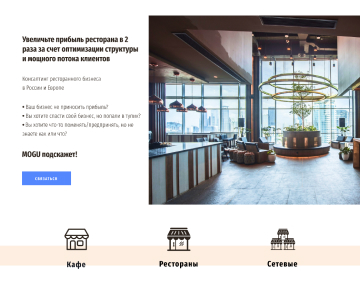 Увеличьте прибыль ресторана в 2
раза за счет оптимизации структуры
и мощного потока клиентов
Консалтинг ресторанного бизнеса
в России и Европе
• Ваш бизнес не приносить прибыль?
• Вы хотите спасти свой бизнес, но попали в тупик?
• Вы хотите что-то поменять/предпринять, но не
знаете как или что?
MOGU подскажет!
СВЯЗАТЬСЯ
Кафе
Рестораны
Сетевые